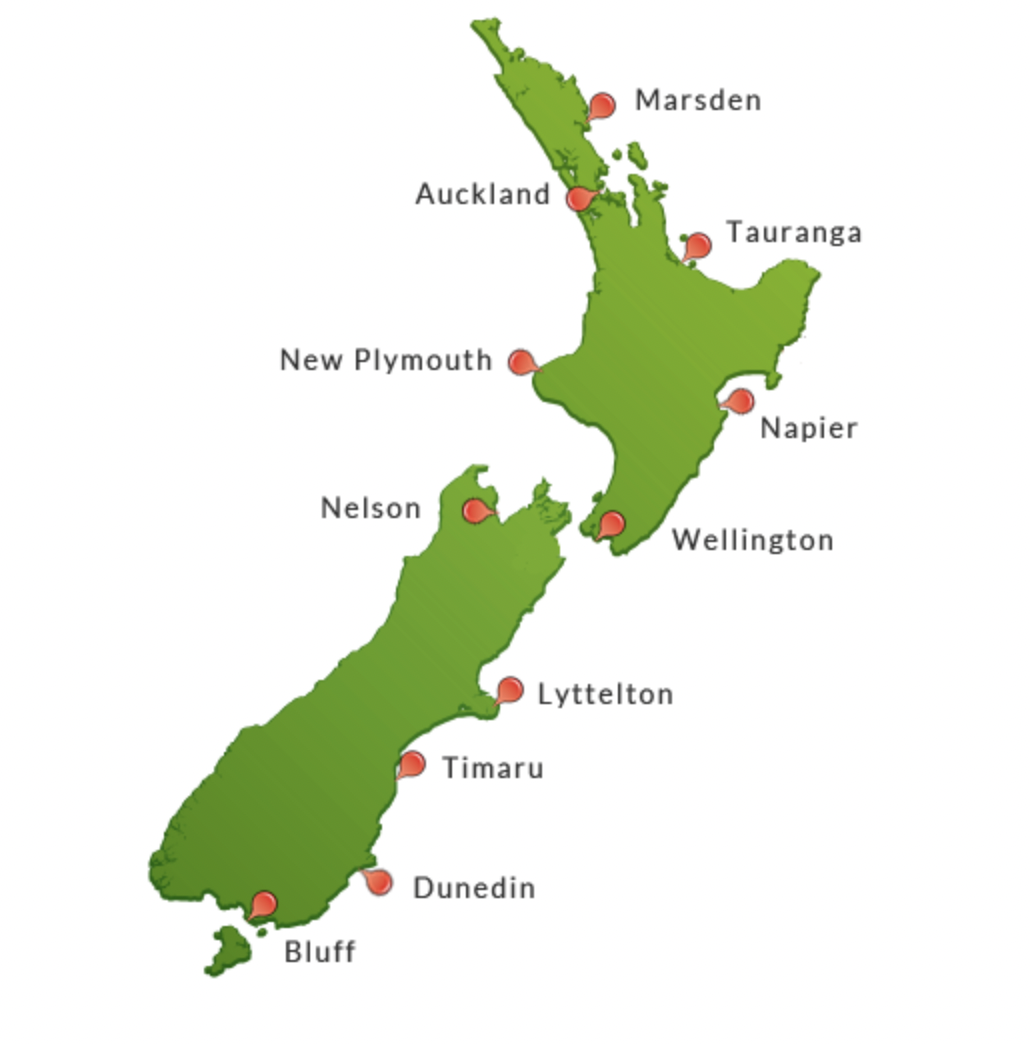 Marsden
Auckland
Tauranga
New Plymouth
Napier
Nelson
Wellington
Lyttelton
Timaru
Dunedin
Bluff